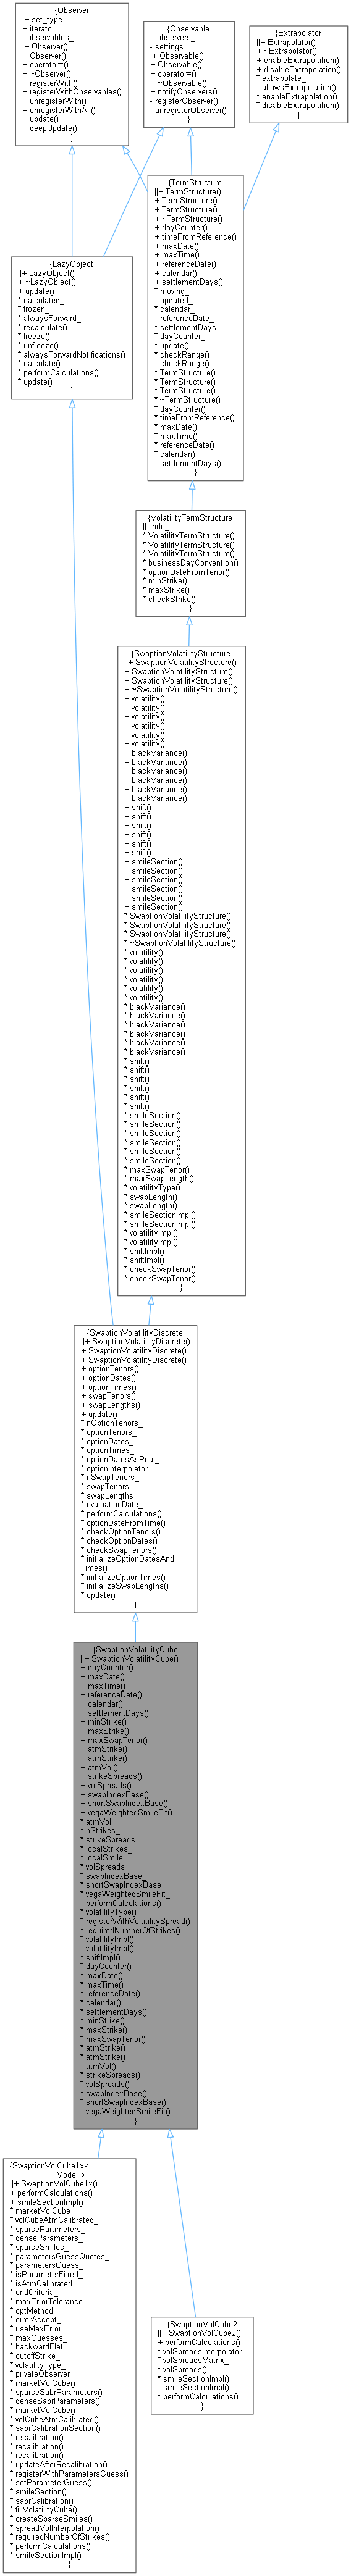 {Observer
|+ set_type
+ iterator
- observables_
|+ Observer()
+ Observer()
+ operator=()
+ ~Observer()
+ registerWith()
+ registerWithObservables()
+ unregisterWith()
+ unregisterWithAll()
+ update()
+ deepUpdate()
}
{Observable
|- observers_
- settings_
|+ Observable()
+ Observable()
+ operator=()
+ ~Observable()
+ notifyObservers()
- registerObserver()
- unregisterObserver()
}
{Extrapolator
||+ Extrapolator()
+ ~Extrapolator()
+ enableExtrapolation()
+ disableExtrapolation()
* extrapolate_
* allowsExtrapolation()
* enableExtrapolation()
* disableExtrapolation()
}
{LazyObject
||+ LazyObject()
+ ~LazyObject()
+ update()
* calculated_
* frozen_
* alwaysForward_
* recalculate()
* freeze()
* unfreeze()
* alwaysForwardNotifications()
* calculate()
* performCalculations()
* update()
}
{TermStructure
||+ TermStructure()
+ TermStructure()
+ TermStructure()
+ ~TermStructure()
+ dayCounter()
+ timeFromReference()
+ maxDate()
+ maxTime()
+ referenceDate()
+ calendar()
+ settlementDays()
* moving_
* updated_
* calendar_
* referenceDate_
* settlementDays_
* dayCounter_
* update()
* checkRange()
* checkRange()
* TermStructure()
* TermStructure()
* TermStructure()
* ~TermStructure()
* dayCounter()
* timeFromReference()
* maxDate()
* maxTime()
* referenceDate()
* calendar()
* settlementDays()
}
{VolatilityTermStructure
||* bdc_
* VolatilityTermStructure()
* VolatilityTermStructure()
* VolatilityTermStructure()
* businessDayConvention()
* optionDateFromTenor()
* minStrike()
* maxStrike()
* checkStrike()
}
{SwaptionVolatilityStructure
||+ SwaptionVolatilityStructure()
+ SwaptionVolatilityStructure()
+ SwaptionVolatilityStructure()
+ ~SwaptionVolatilityStructure()
+ volatility()
+ volatility()
+ volatility()
+ volatility()
+ volatility()
+ volatility()
+ blackVariance()
+ blackVariance()
+ blackVariance()
+ blackVariance()
+ blackVariance()
+ blackVariance()
+ shift()
+ shift()
+ shift()
+ shift()
+ shift()
+ shift()
+ smileSection()
+ smileSection()
+ smileSection()
+ smileSection()
+ smileSection()
+ smileSection()
* SwaptionVolatilityStructure()
* SwaptionVolatilityStructure()
* SwaptionVolatilityStructure()
* ~SwaptionVolatilityStructure()
* volatility()
* volatility()
* volatility()
* volatility()
* volatility()
* volatility()
* blackVariance()
* blackVariance()
* blackVariance()
* blackVariance()
* blackVariance()
* blackVariance()
* shift()
* shift()
* shift()
* shift()
* shift()
* shift()
* smileSection()
* smileSection()
* smileSection()
* smileSection()
* smileSection()
* smileSection()
* maxSwapTenor()
* maxSwapLength()
* volatilityType()
* swapLength()
* swapLength()
* smileSectionImpl()
* smileSectionImpl()
* volatilityImpl()
* volatilityImpl()
* shiftImpl()
* shiftImpl()
* checkSwapTenor()
* checkSwapTenor()
}
{SwaptionVolatilityDiscrete
||+ SwaptionVolatilityDiscrete()
+ SwaptionVolatilityDiscrete()
+ SwaptionVolatilityDiscrete()
+ optionTenors()
+ optionDates()
+ optionTimes()
+ swapTenors()
+ swapLengths()
+ update()
* nOptionTenors_
* optionTenors_
* optionDates_
* optionTimes_
* optionDatesAsReal_
* optionInterpolator_
* nSwapTenors_
* swapTenors_
* swapLengths_
* evaluationDate_
* performCalculations()
* optionDateFromTime()
* checkOptionTenors()
* checkOptionDates()
* checkSwapTenors()
* initializeOptionDatesAnd
Times()
* initializeOptionTimes()
* initializeSwapLengths()
* update()
}
{SwaptionVolatilityCube
||+ SwaptionVolatilityCube()
+ dayCounter()
+ maxDate()
+ maxTime()
+ referenceDate()
+ calendar()
+ settlementDays()
+ minStrike()
+ maxStrike()
+ maxSwapTenor()
+ atmStrike()
+ atmStrike()
+ atmVol()
+ strikeSpreads()
+ volSpreads()
+ swapIndexBase()
+ shortSwapIndexBase()
+ vegaWeightedSmileFit()
* atmVol_
* nStrikes_
* strikeSpreads_
* localStrikes_
* localSmile_
* volSpreads_
* swapIndexBase_
* shortSwapIndexBase_
* vegaWeightedSmileFit_
* performCalculations()
* volatilityType()
* registerWithVolatilitySpread()
* requiredNumberOfStrikes()
* volatilityImpl()
* volatilityImpl()
* shiftImpl()
* dayCounter()
* maxDate()
* maxTime()
* referenceDate()
* calendar()
* settlementDays()
* minStrike()
* maxStrike()
* maxSwapTenor()
* atmStrike()
* atmStrike()
* atmVol()
* strikeSpreads()
* volSpreads()
* swapIndexBase()
* shortSwapIndexBase()
* vegaWeightedSmileFit()
}
{SwaptionVolCube1x<
Model >
||+ SwaptionVolCube1x()
+ performCalculations()
+ smileSectionImpl()
* marketVolCube_
* volCubeAtmCalibrated_
* sparseParameters_
* denseParameters_
* sparseSmiles_
* parametersGuessQuotes_
* parametersGuess_
* isParameterFixed_
* isAtmCalibrated_
* endCriteria_
* maxErrorTolerance_
* optMethod_
* errorAccept_
* useMaxError_
* maxGuesses_
* backwardFlat_
* cutoffStrike_
* volatilityType_
* privateObserver_
* marketVolCube()
* sparseSabrParameters()
* denseSabrParameters()
* marketVolCube()
* volCubeAtmCalibrated()
* sabrCalibrationSection()
* recalibration()
* recalibration()
* recalibration()
* updateAfterRecalibration()
* registerWithParametersGuess()
* setParameterGuess()
* smileSection()
* sabrCalibration()
* fillVolatilityCube()
* createSparseSmiles()
* spreadVolInterpolation()
* requiredNumberOfStrikes()
* performCalculations()
* smileSectionImpl()
}
{SwaptionVolCube2
||+ SwaptionVolCube2()
+ performCalculations()
* volSpreadsInterpolator_
* volSpreadsMatrix_
* volSpreads()
* smileSectionImpl()
* smileSectionImpl()
* performCalculations()
}